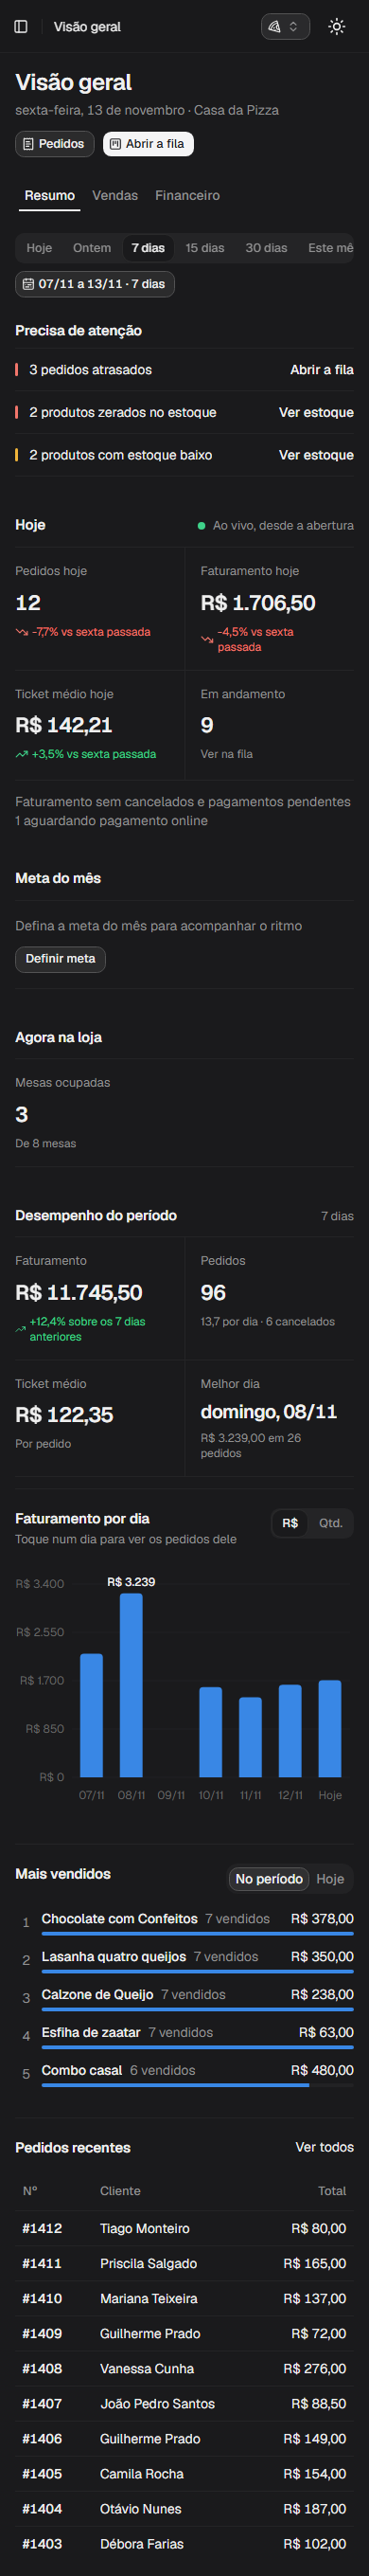 Visão geral
Visão geral
sexta-feira, 13 de novembro · Casa da Pizza
Pedidos
Abrir a fila
Resumo Vendas Financeiro
Hoje Ontem 7 dias 15 dias 30 dias Este mê
07/11 a 13/11 · 7 dias
Precisa de atenção
3 pedidos atrasados Abrir a fila
2 produtos zerados no estoque Ver estoque
2 produtos com estoque baixo Ver estoque
Hoje Ao vivo, desde a abertura
Pedidos hoje
12
-7,7% vs sexta passada
Faturamento hoje
R$ 1.706,50
-4,5% vs sexta
passada
Ticket médio hoje
R$ 142,21
+3,5% vs sexta passada
Em andamento
9
Ver na fila
Faturamento sem cancelados e pagamentos pendentes
1 aguardando pagamento online
Meta do mês
Defina a meta do mês para acompanhar o ritmo
Definir meta
Agora na loja
Mesas ocupadas
3
De 8 mesas
Desempenho do período 7 dias
Faturamento
R$ 11.745,50
+12,4% sobre os 7 dias
anteriores
Pedidos
96
13,7 por dia · 6 cancelados
Ticket médio
R$ 122,35
Por pedido
Melhor dia
domingo, 08/11
R$ 3.239,00 em 26
pedidos
Faturamento por dia
Toque num dia para ver os pedidos dele
R$ Qtd.
R$ 3.239
R$ 3.400
R$ 2.550
R$ 1.700
R$ 850
R$ 0
07/11 08/11 09/11 10/11 11/11 12/11 Hoje
Mais vendidos No período Hoje
1 Chocolate com Confeitos 7 vendidos R$ 378,00
2 Lasanha quatro queijos 7 vendidos R$ 350,00
3 Calzone de Queijo 7 vendidos R$ 238,00
4 Esfiha de zaatar 7 vendidos R$ 63,00
5 Combo casal 6 vendidos R$ 480,00
Pedidos recentes Ver todos
Nº Cliente Total
#1412 Tiago Monteiro R$ 80,00
#1411 Priscila Salgado R$ 165,00
#1410 Mariana Teixeira R$ 137,00
#1409 Guilherme Prado R$ 72,00
#1408 Vanessa Cunha R$ 276,00
#1407 João Pedro Santos R$ 88,50
#1406 Guilherme Prado R$ 149,00
#1405 Camila Rocha R$ 154,00
#1404 Otávio Nunes R$ 187,00
#1403 Débora Farias R$ 102,00